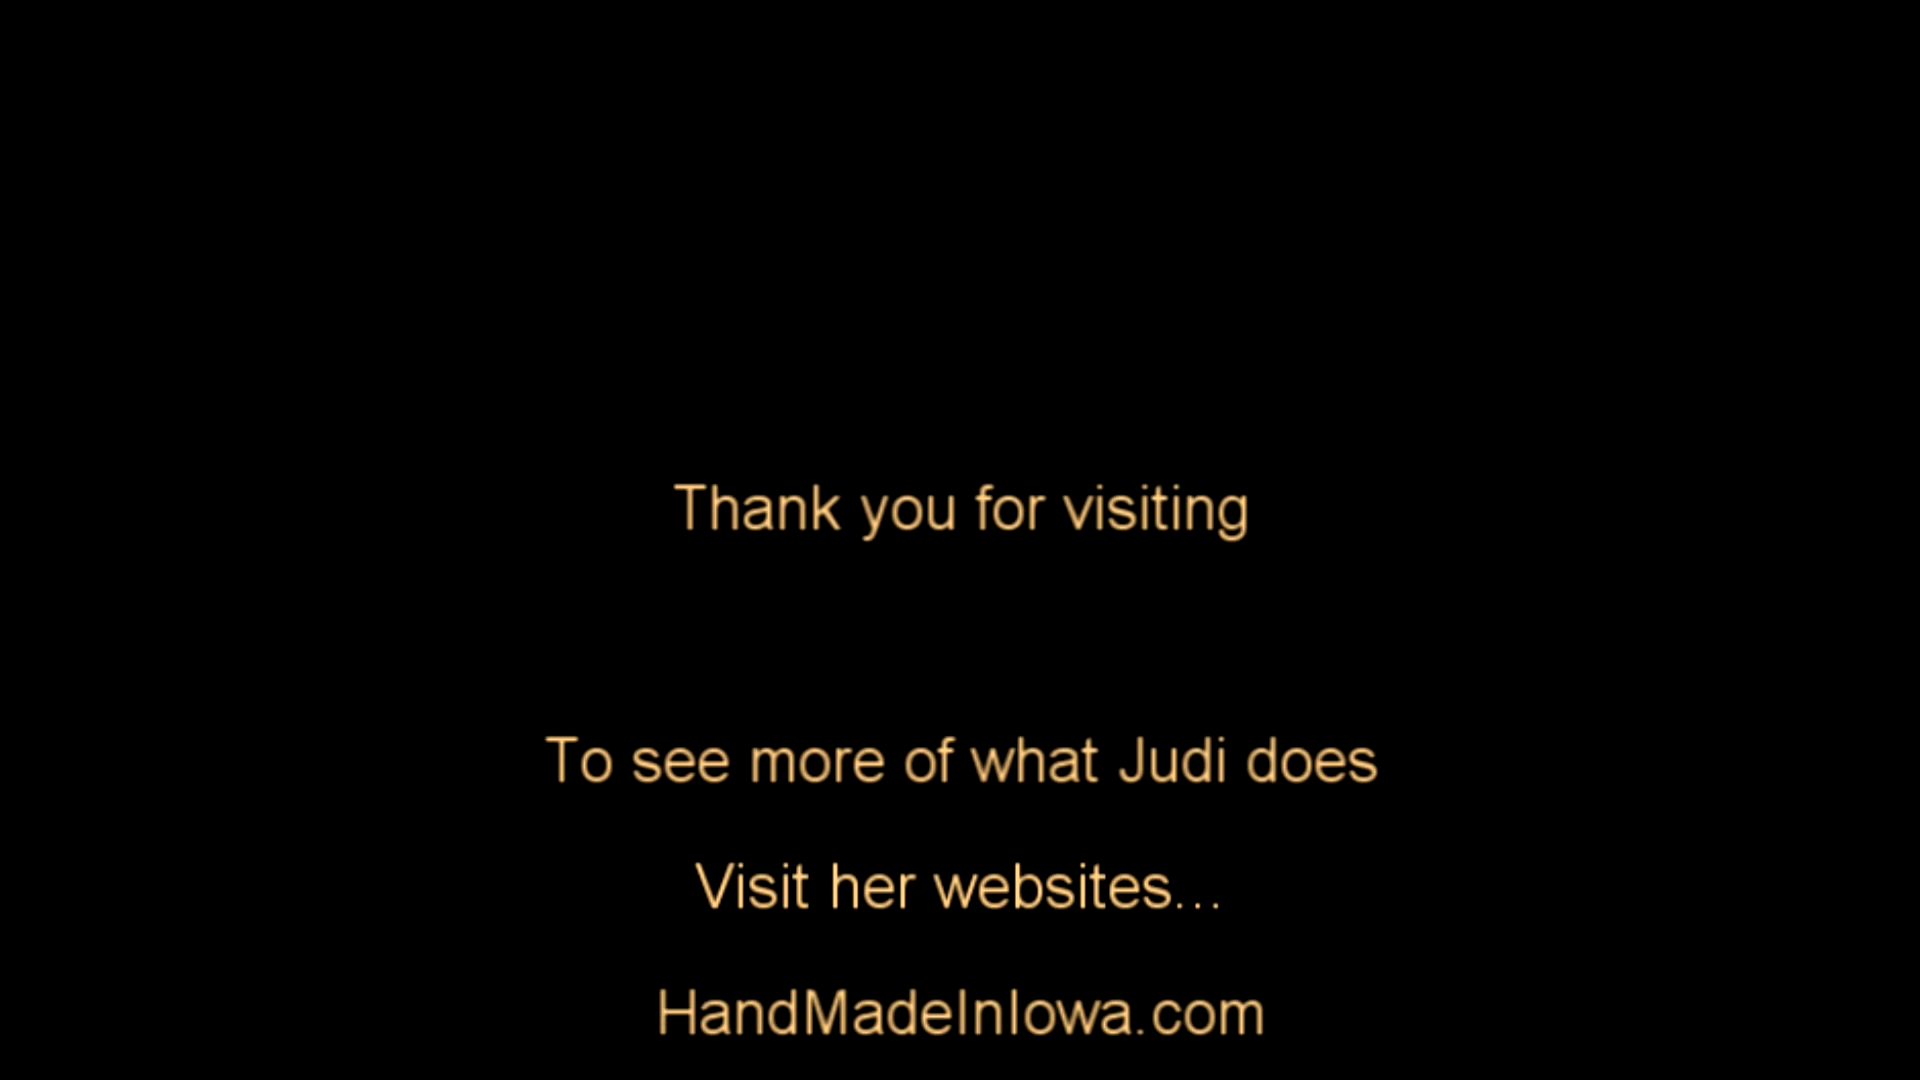 Thank you for visiting
To see more of what Judi does
Visit her websites...
HandMadeInIowa.com